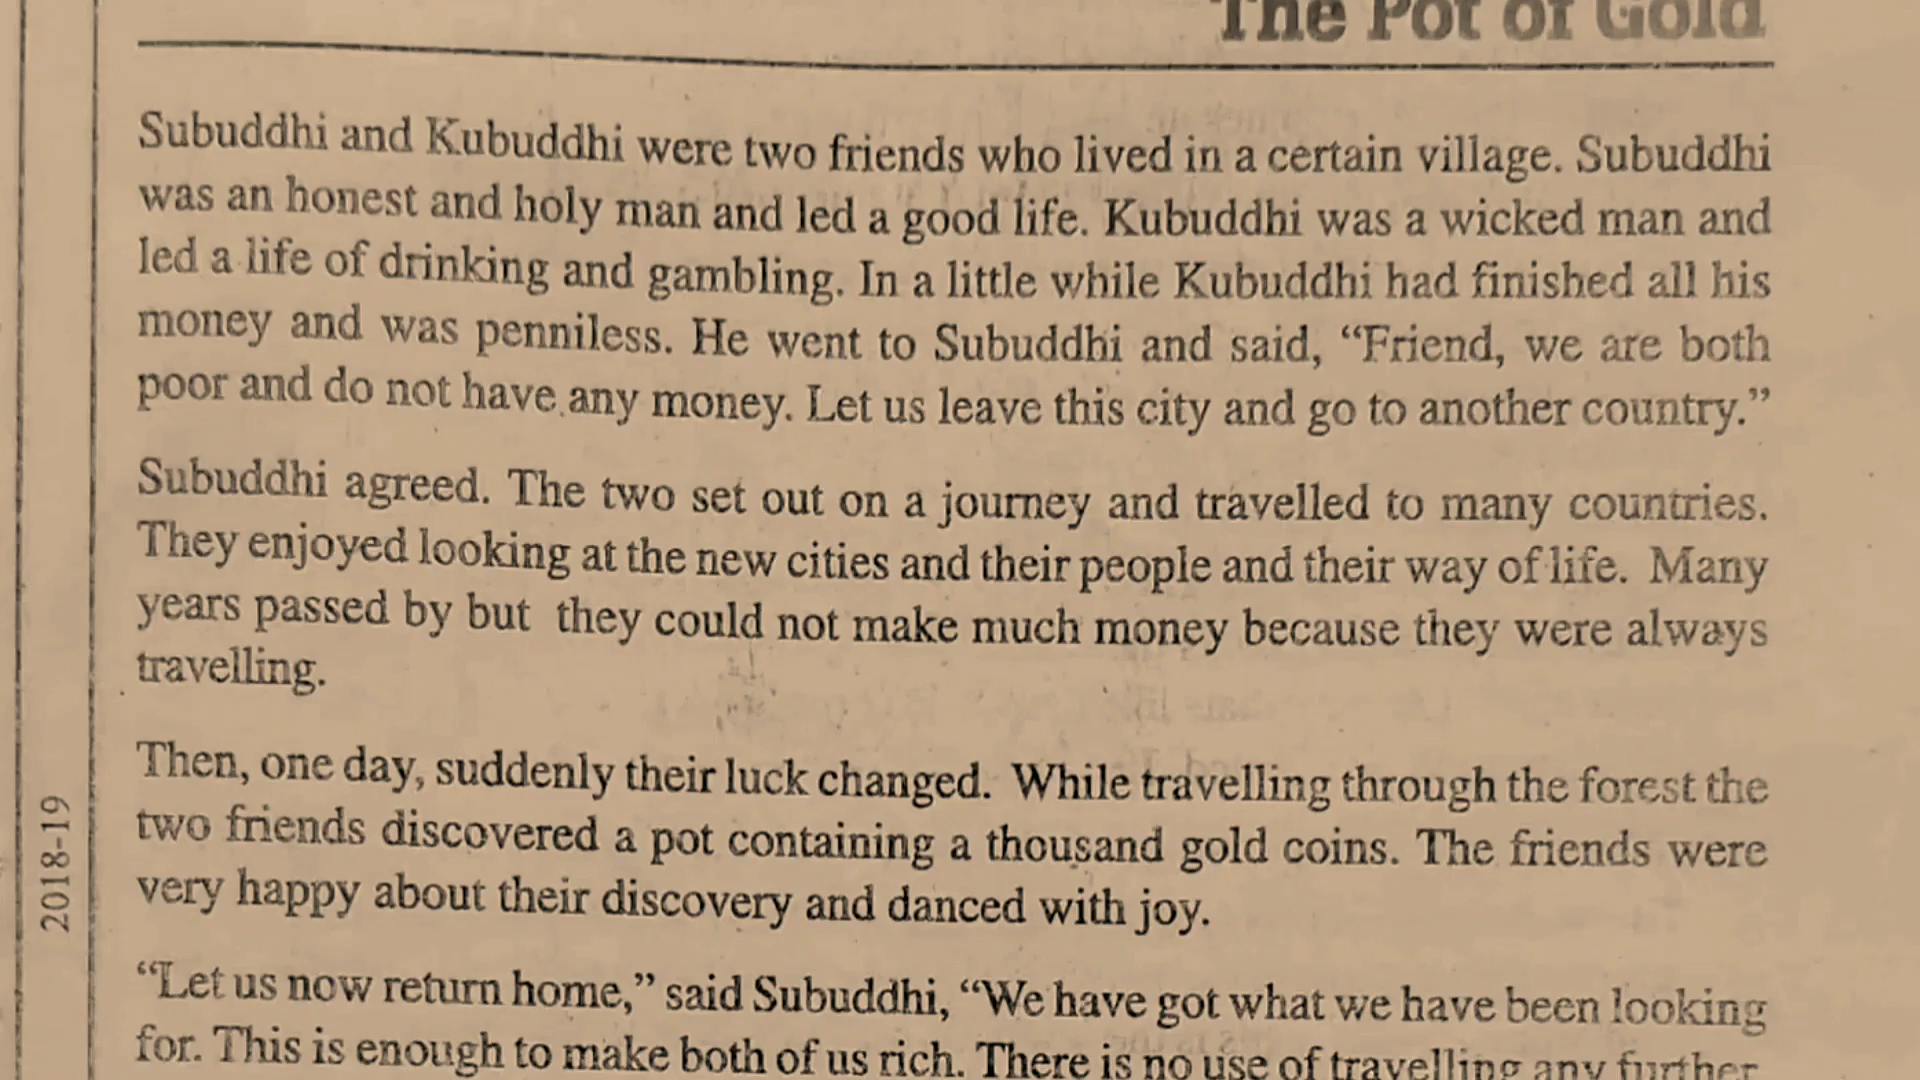 The Pot of Gold
Subuddhi and Kubuddhi were two friends who lived in a certain village. Subuddhi
was an honest and holy man and led a good life. Kubuddhi was a wicked man and
led a life of drinking and gambling. In a little while Kubuddhi had finished all his
money and was penniless. He went to Subuddhi and said, “Friend, we are both
poor and do not have any money. Let us leave this city and go to another country.”
Subuddhi agreed. The two set out on a journey and travelled to many countries.
They enjoyed looking at the new cities and their people and their way of life. Many
years passed by but they could not make much money because they were always
travelling.
Then, one day, suddenly their luck changed. While travelling through the forest the
two friends discovered a pot containing a thousand gold coins. The friends were
very happy about their discovery and danced with joy.
“Let us now return home,” said Subuddhi, “We have got what we have been looking
for. This is enough to make both of us rich. There is no use of travelling any further
2018-19